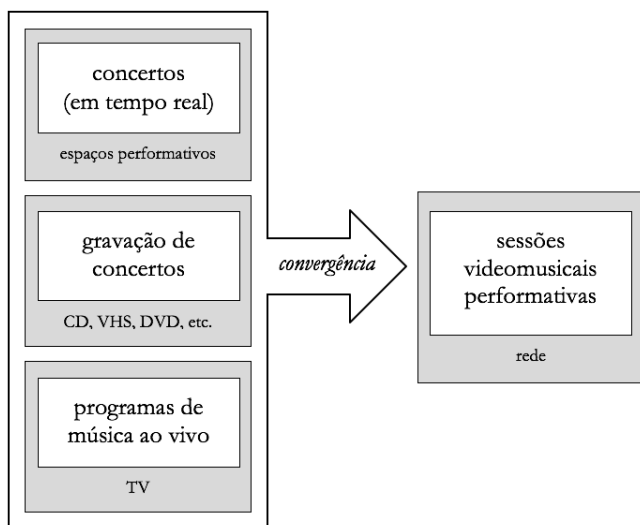 concertos
(em tempo real)
espaços performativos
gravação de
concertos
CD, VHS, DVD, etc.
programas de
música ao vivo
TV
convergência
sessões
videomusicais
performativas
rede